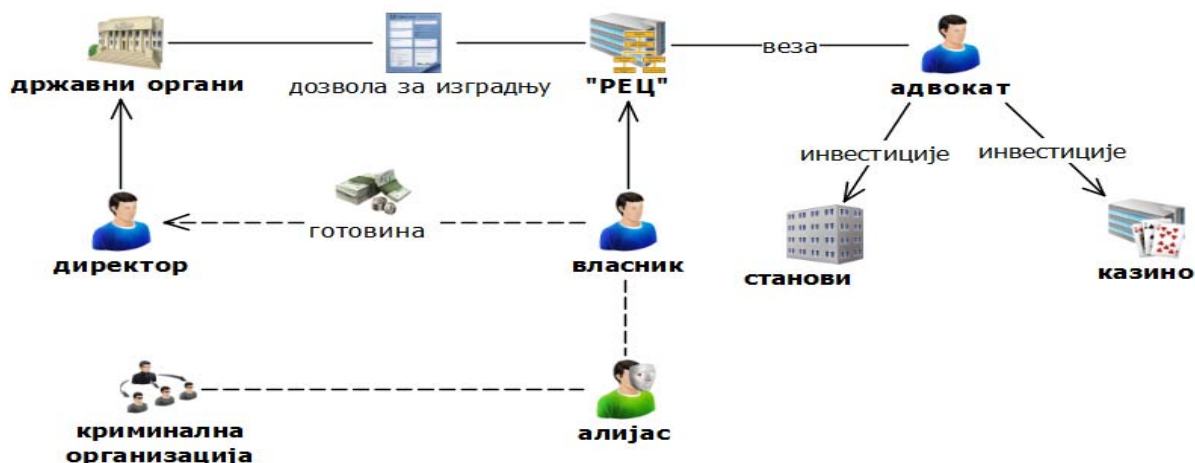 државни органи
дозвола за изградњу
"РЕЦ"
веза
адвокат
инвестиције
инвестиције
готовина
директор
власник
станови
казино
криминална
организација
алијас